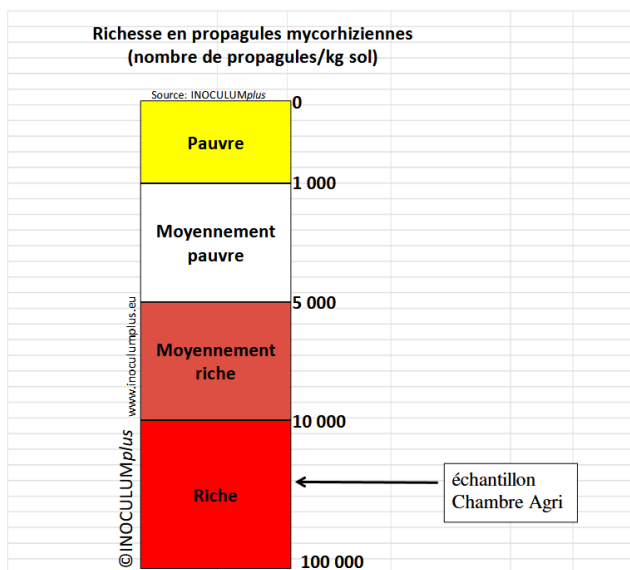 Richesse en propagules mycorhiziennes
(nombre de propagules/kg sol)
Source: INOCULUMplus
0
Pauvre
1 000
Moyennement
pauvre
5 000
Moyennement
riche
10 000
Riche
échantillon
Chambre Agri
100 000
www.inoculumplus.eu
©INOCULUMplus